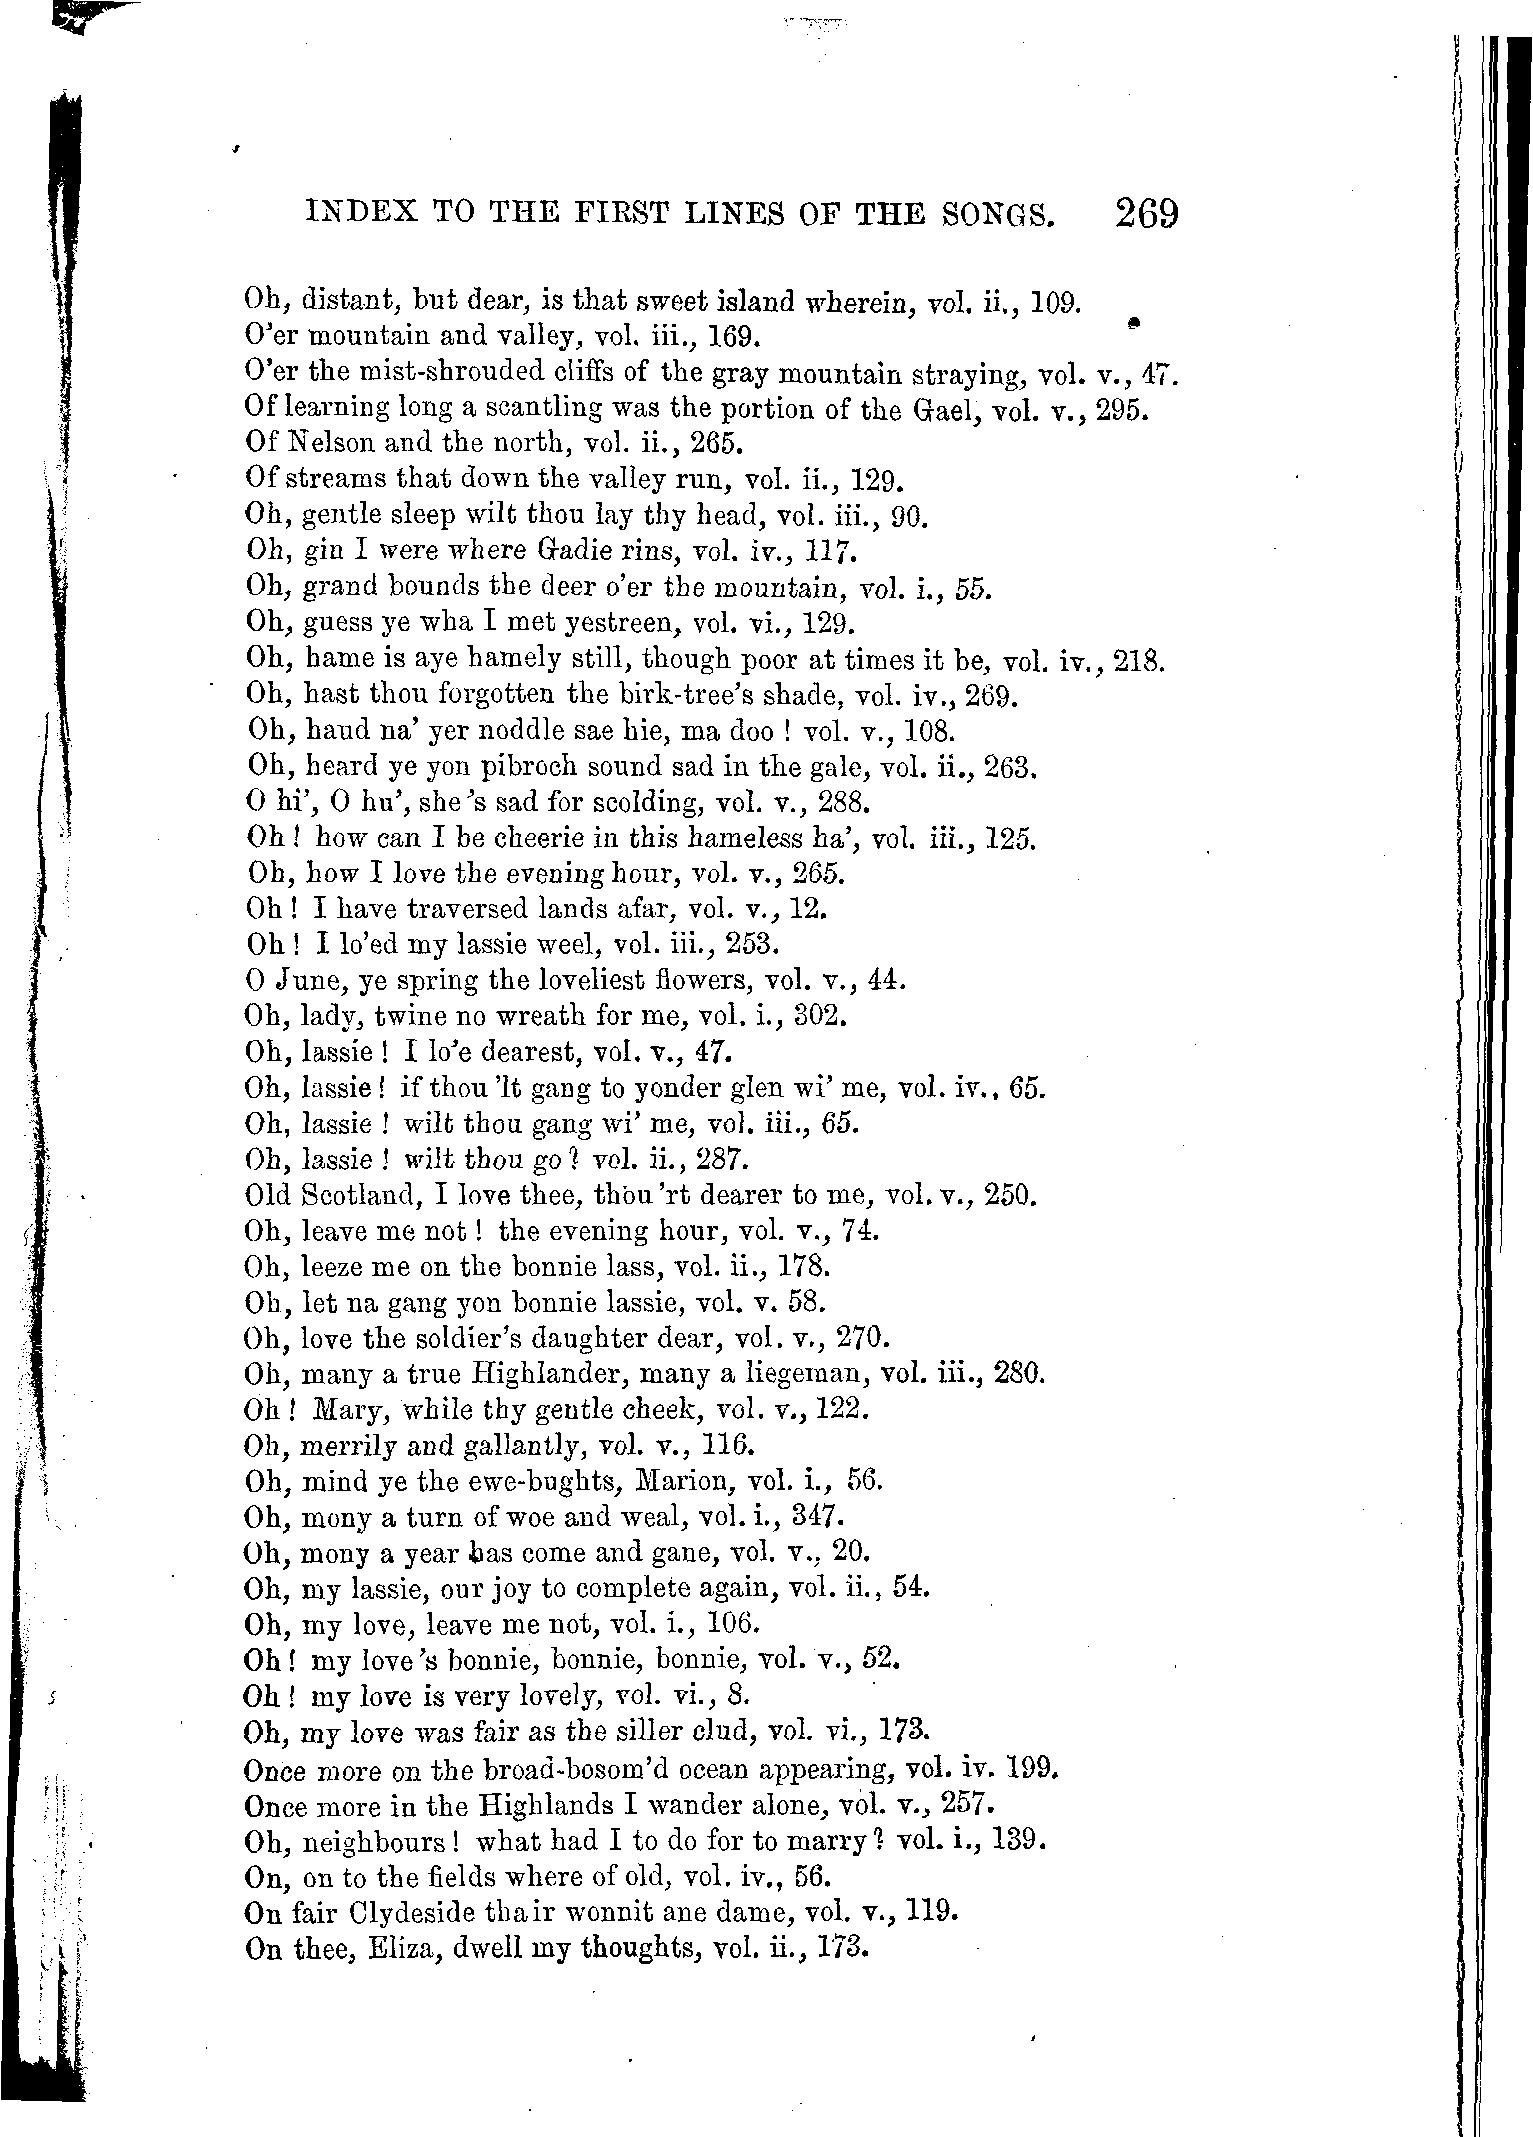 INDEX TO THE FIRST LINES OF THE SONGS. 269
Oh, distant, but dear, is that sweet island wherein, vol. ii., 109.
O'er mountain and valley, vol. iii., 169.
O'er the mist-shrouded cliffs of the gray mountain straying, vol. v., 47.
Of learning long a scantling was the portion of the Gael, vol. v., 295.
Of Nelson and the north, vol. ii., 265.
Of streams that down the valley run, vol. ii., 129.
Oh, gentle sleep wilt thou lay thy head, vol. iii., 90.
Oh, gin I were where Gadie rins, vol. iv., 117.
Oh, grand bounds the deer o'er the mountain, vol. i., 55.
Oh, guess ye wha I met yestreen, vol. vi., 129.
Oh, hame is aye hamely still, though poor at times it be, vol. iv., 218.
Oh, hast thou forgotten the birk-tree's shade, vol. iv., 269.
Oh, haud na' yer noddle sae hie, ma doo ! vol. v., 108.
Oh, heard ye yon pibroch sound sad in the gale, vol. ii., 263.
O hi', O hu', she's sad for scolding, vol. v., 288.
Oh ! how can I be cheerie in this hameless ha', vol. iii., 125.
Oh, how I love the evening hour, vol. v., 265.
Oh ! I have traversed lands afar, vol. v., 12.
Oh ! I lo'ed my lassie weel, vol. iii., 253.
O June, ye spring the loveliest flowers, vol. v., 44.
Oh, lady, twine no wreath for me, vol. i., 302.
Oh, lassie ! I lo'e dearest, vol. v., 47.
Oh, lassie ! if thou 'lt gang to yonder glen wi' me, vol. iv., 65.
Oh, lassie ! wilt thou gang wi' me, vol. iii., 65.
Oh, lassie ! wilt thou go ? vol. ii., 287.
Old Scotland, I love thee, thou 'rt dearer to me, vol. v., 250.
Oh, leave me not ! the evening hour, vol. v., 74.
Oh, leeze me on the bonnie lass, vol. ii., 178.
Oh, let na gang yon bonnie lassie, vol. v. 58.
Oh, love the soldier's daughter dear, vol. v., 270.
Oh, many a true Highlander, many a liegeman, vol. iii., 280.
Oh ! Mary, while thy gentle cheek, vol. v., 122.
Oh, merrily and gallantly, vol. v., 116.
Oh, mind ye the ewe-bughts, Marion, vol. i., 56.
Oh, mony a turn of woe and weal, vol. i., 347.
Oh, mony a year has come and gane, vol. v., 20.
Oh, my lassie, our joy to complete again, vol. ii., 54.
Oh, my love, leave me not, vol. i., 106.
Oh ! my love 's bonnie, bonnie, bonnie, vol. v., 52.
Oh ! my love is very lovely, vol. vi., 8.
Oh, my love was fair as the siller clud, vol. vi., 173.
Once more on the broad-bosom'd ocean appearing, vol. iv. 199.
Once more in the Highlands I wander alone, vol. v., 257.
Oh, neighbours ! what had I to do for to marry ? vol. i., 139.
On, on to the fields where of old, vol. iv., 56.
On fair Clydeside thair wonnit ane dame, vol. v., 119.
On thee, Eliza, dwell my thoughts, vol. ii., 173.